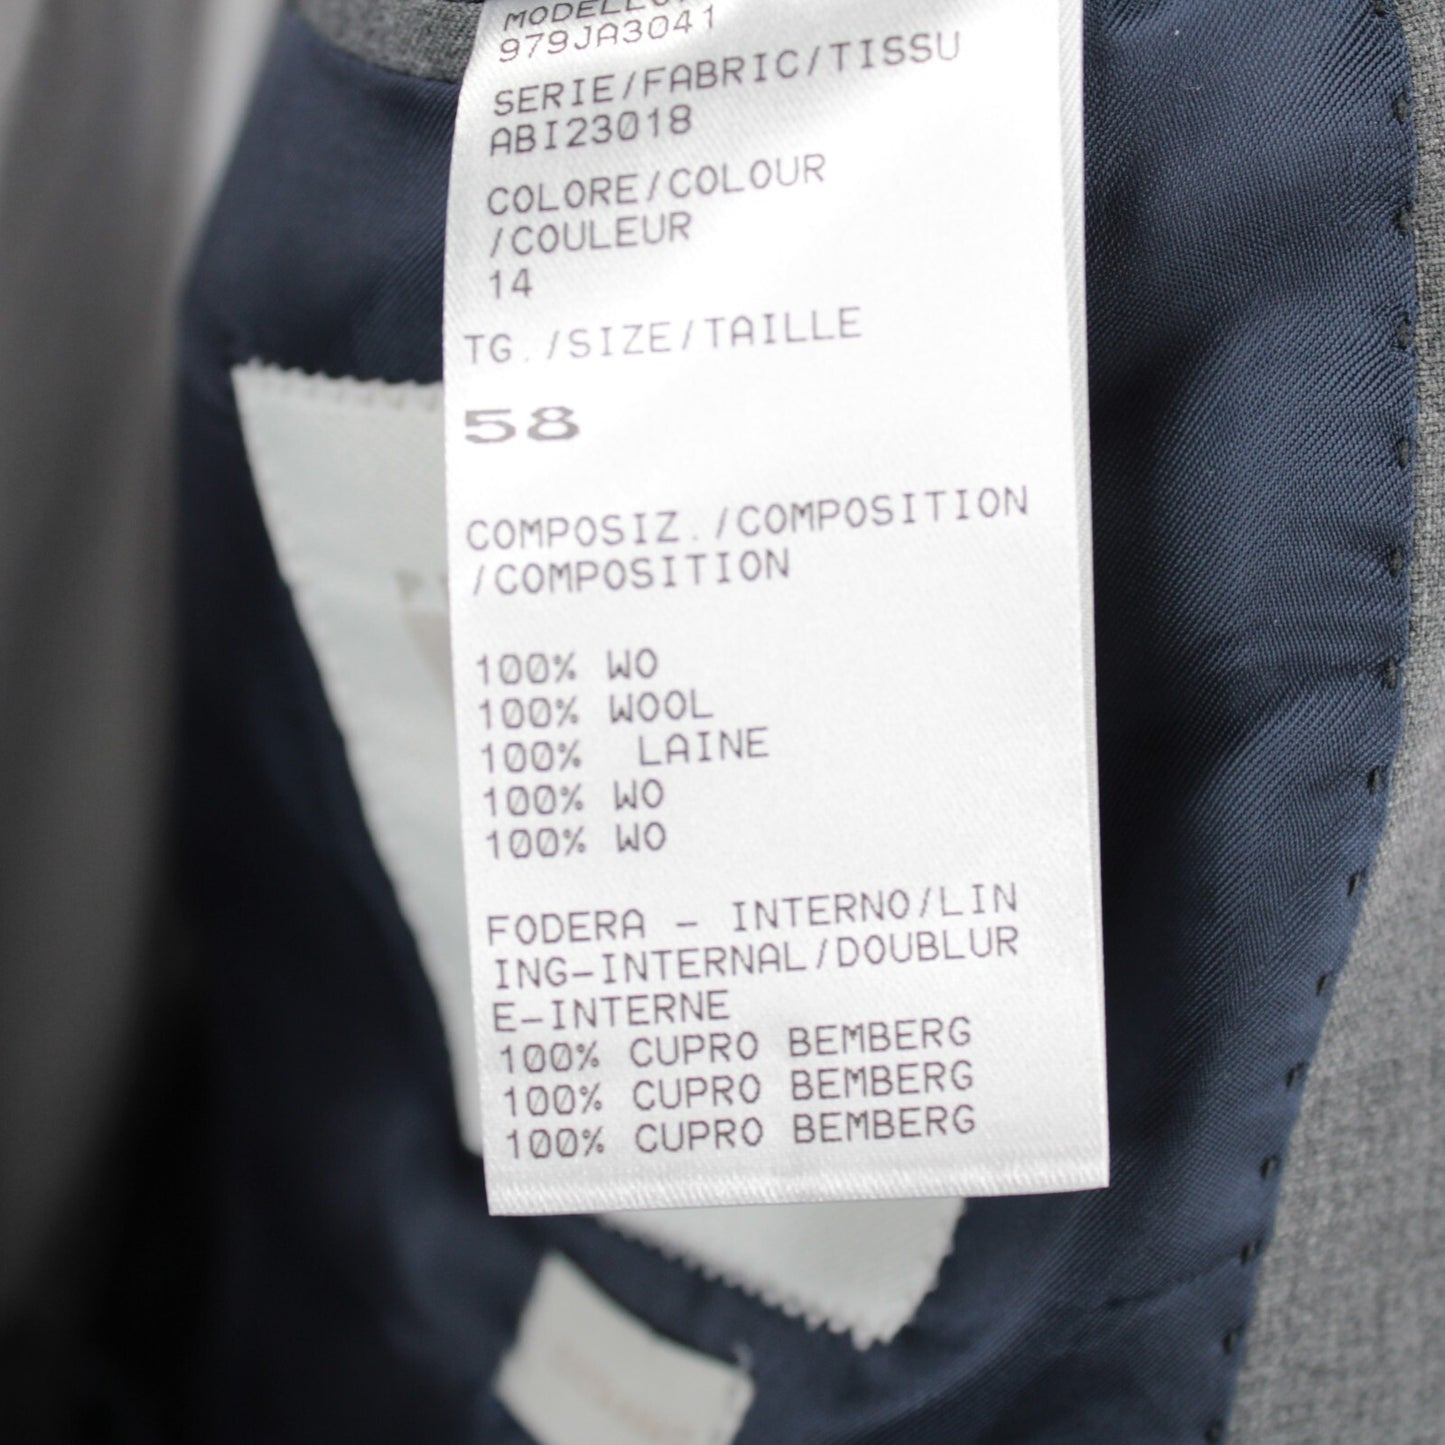 979JA3041
SERIE/FABRIC/TISSU
ABI23018
COLORE/COLOUR
/COULEUR
14
TG./SIZE/TAILLE
58
COMPOSIZ./COMPOSITION
/COMPOSITION
100% WO
100% WOOL
100% LAINE
100% WO
100% WO
FODERA - INTERNO/LIN
ING-INTERNAL/DOUBLUR
E-INTERNE
100% CUPRO BEMBERG
100% CUPRO BEMBERG
100% CUPRO BEMBERG